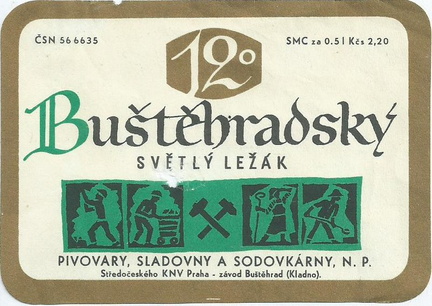 ČSN 56 6635
12°
SMC za 0.5 l Kčs 2,20
Buštěhradský
SVĚTLÝ LEŽÁK
PIVOVARY, SLADOVNY A SODOVKÁRNY, N. P.
Středočeského KNV Praha - závod Buštěhrad (Kladno).